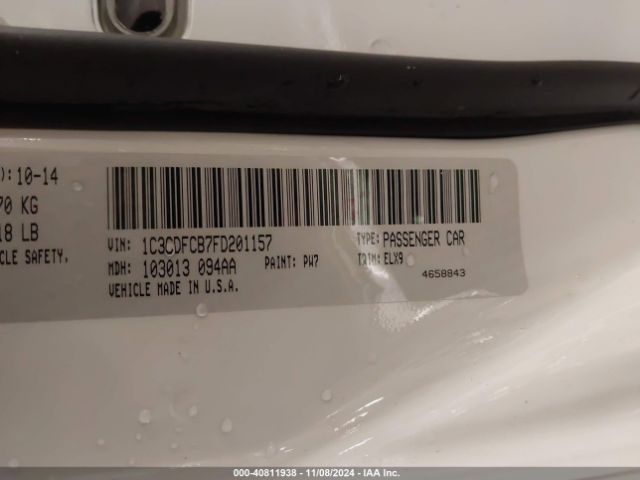 ): 10-14
70 KG
18 LB
CLE SAFETY,
VIN: 1C3CDFCB7FD201157
TYPE: PASSENGER CAR
MDH: 103013 094AA
PAINT: PW7
TRIM: ELX9
VEHICLE MADE IN U.S.A.
4658843
000-40811938 | 11/08/2024 - IAA Inc.